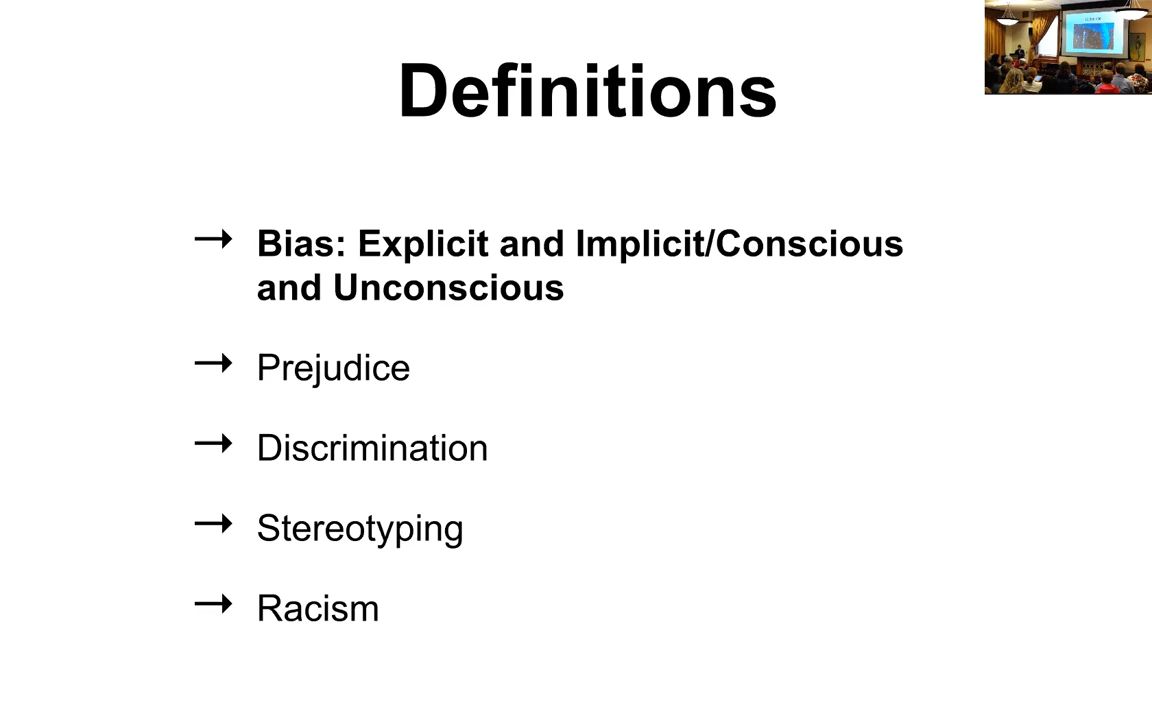 Definitions
→ Bias: Explicit and Implicit/Conscious
and Unconscious
→ Prejudice
→ Discrimination
→ Stereotyping
→ Racism